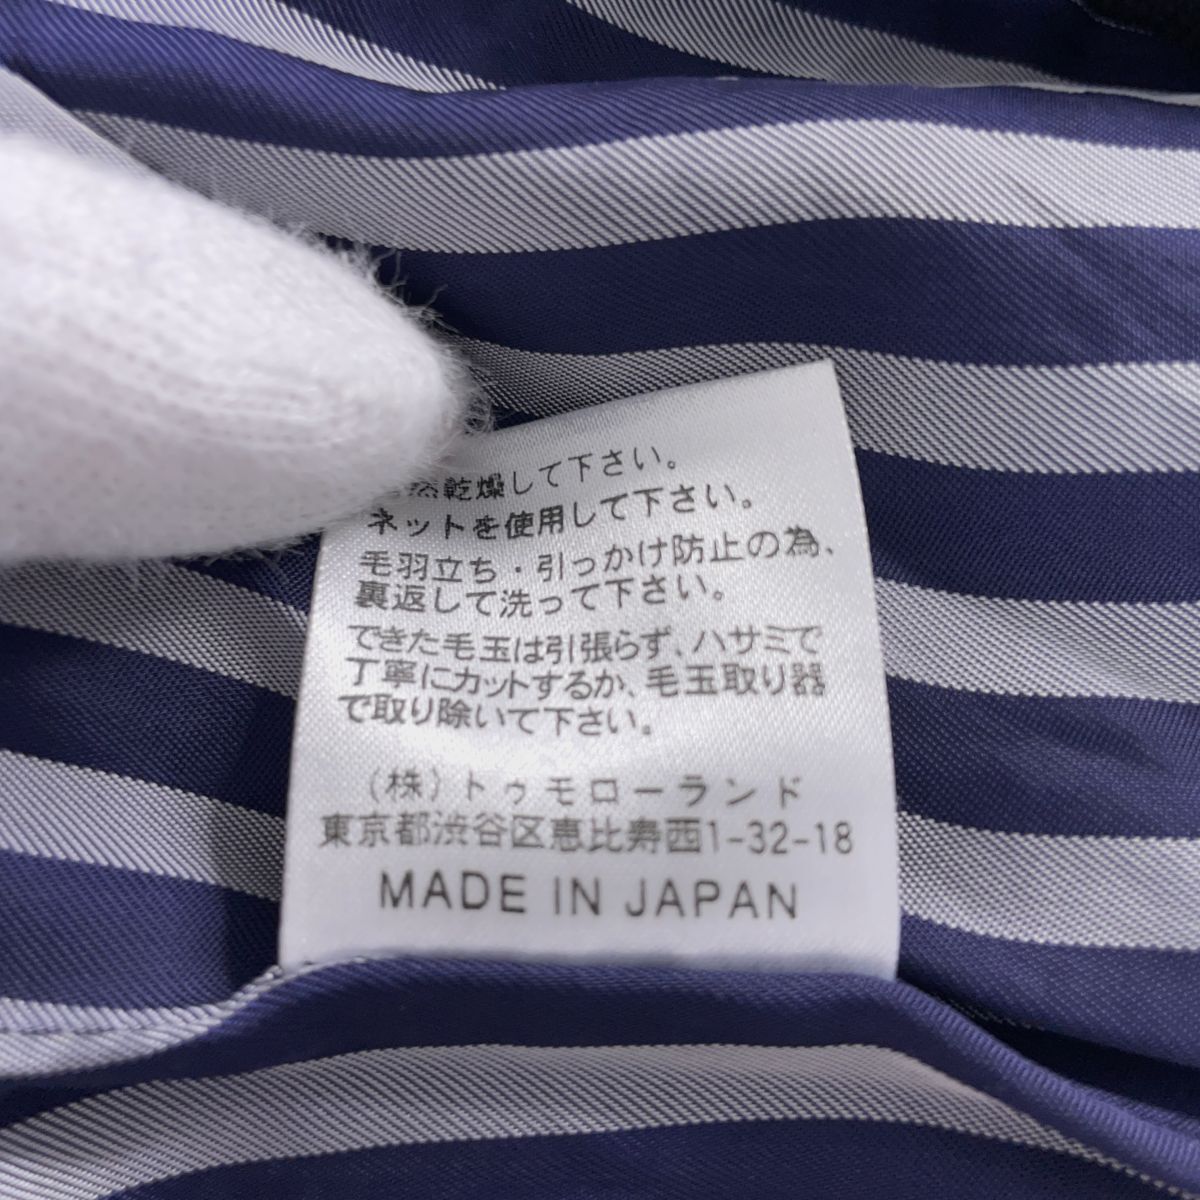 然乾燥して下さい。
ネットを使用して下さい。
毛羽立ち・引っかけ防止の為、
裏返して洗って下さい。
できた毛玉は引張らず、ハサミで
丁寧にカットするか、毛玉取り器
で取り除いて下さい。
(株)トゥモローランド
東京都渋谷区恵比寿西1-32-18
MADE IN JAPAN